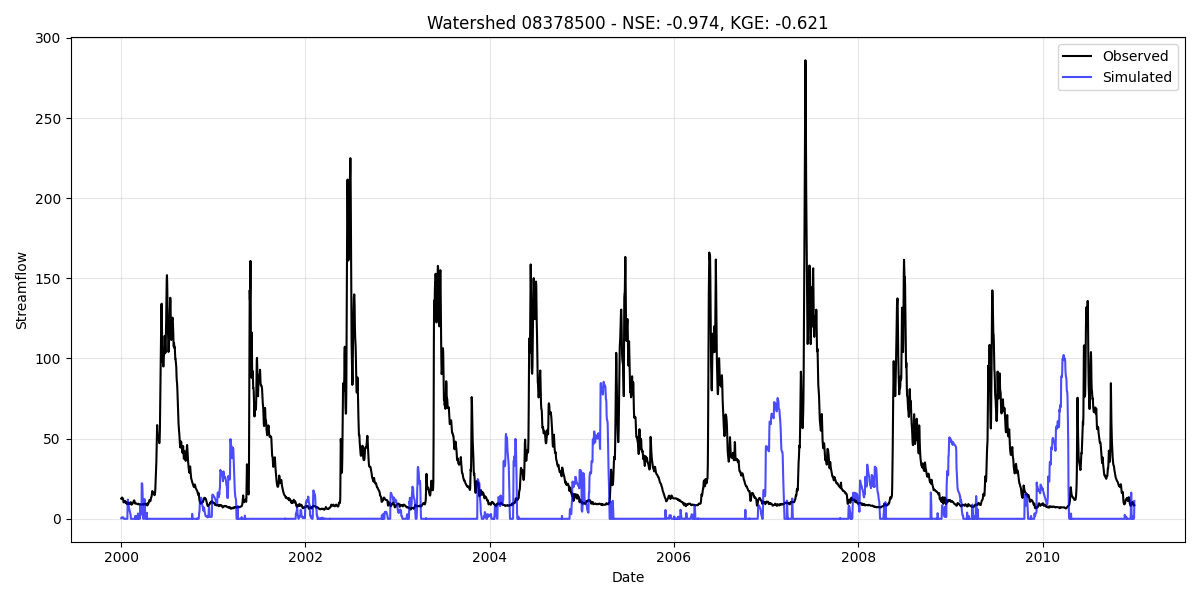 Watershed 08378500 - NSE: -0.974, KGE: -0.621
Observed
Simulated
Streamflow
300
250
200
150
100
50
0
2000 2002 2004 2006 2008 2010
Date